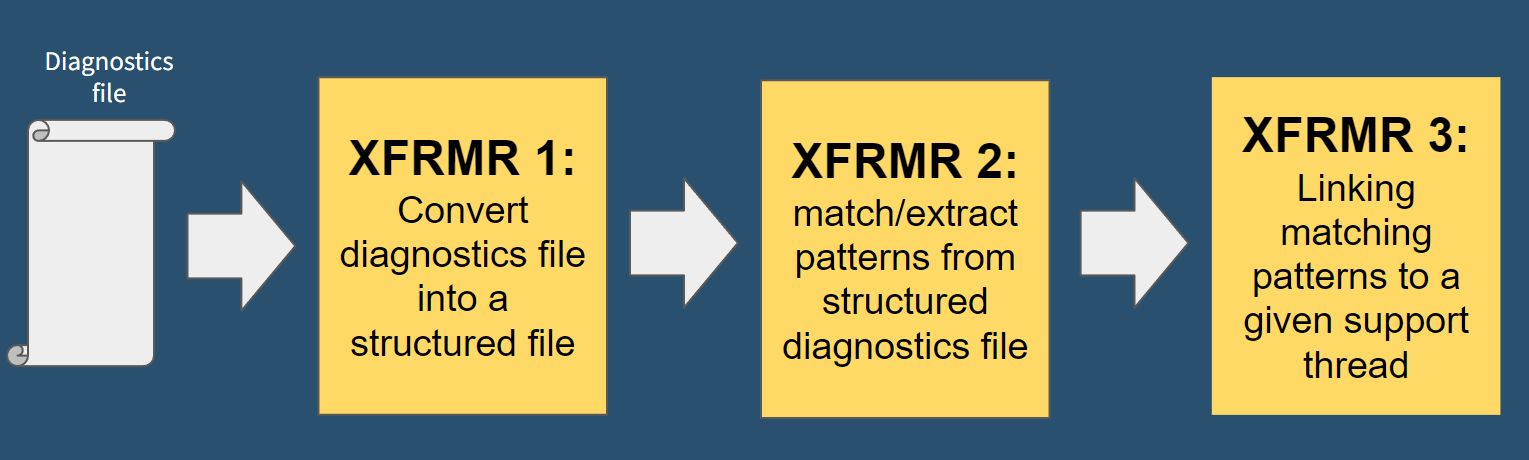 Diagnostics
file
XFRMR 1:
Convert
diagnostics file
into a
structured file
XFRMR 2:
match/extract
patterns from
structured
diagnostics file
XFRMR 3:
Linking
matching
patterns to a
given support
thread